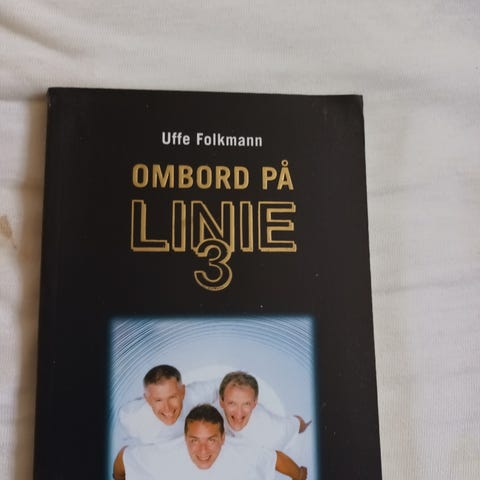 Uffe Folkmann
OMBORD PÅ
LINIE
3